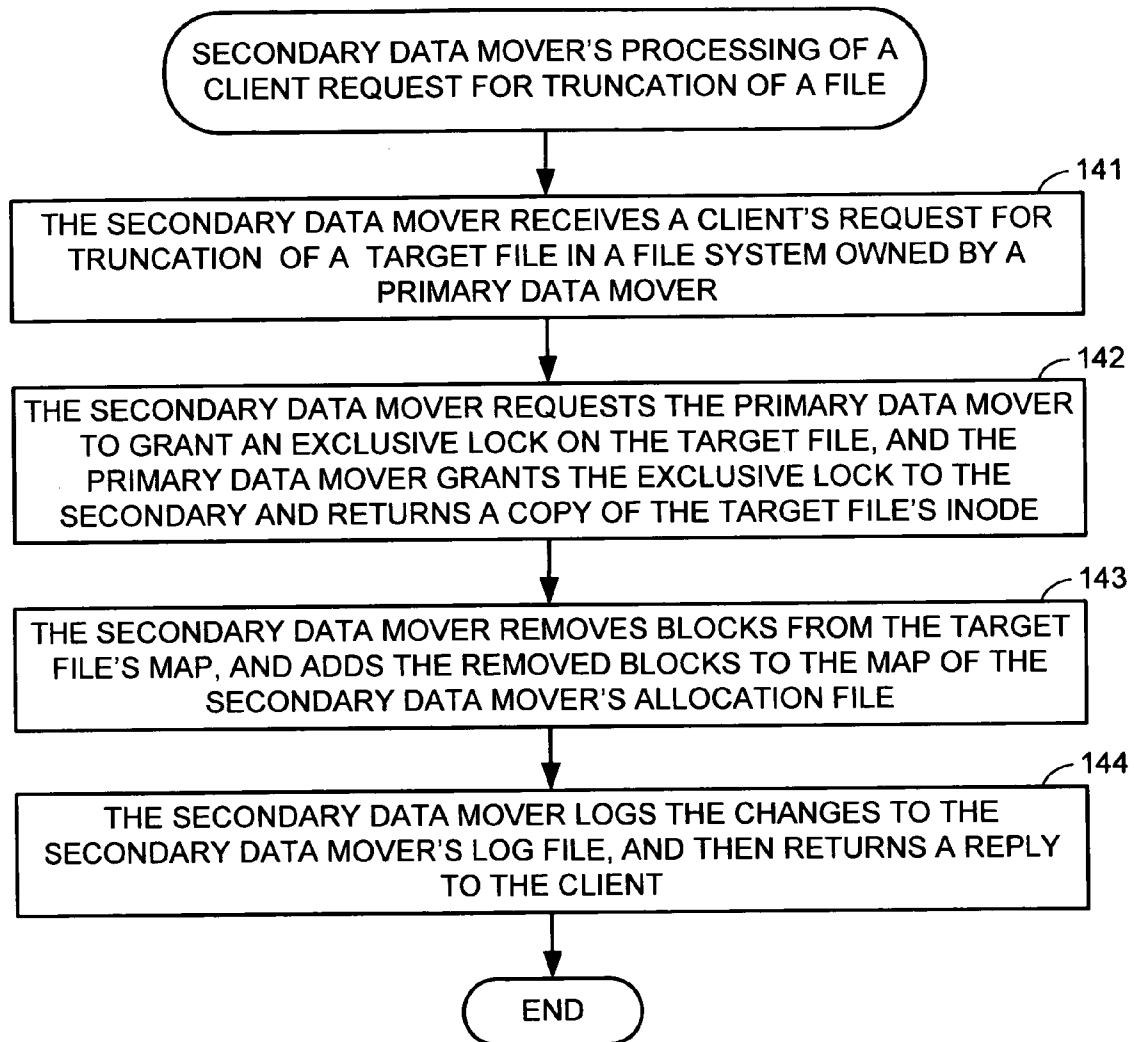 SECONDARY DATA MOVER'S PROCESSING OF A
CLIENT REQUEST FOR TRUNCATION OF A FILE
141
THE SECONDARY DATA MOVER RECEIVES A CLIENT'S REQUEST FOR
TRUNCATION OF A TARGET FILE IN A FILE SYSTEM OWNED BY A
PRIMARY DATA MOVER
142
THE SECONDARY DATA MOVER REQUESTS THE PRIMARY DATA MOVER
TO GRANT AN EXCLUSIVE LOCK ON THE TARGET FILE, AND THE
PRIMARY DATA MOVER GRANTS THE EXCLUSIVE LOCK TO THE
SECONDARY AND RETURNS A COPY OF THE TARGET FILE'S INODE
143
THE SECONDARY DATA MOVER REMOVES BLOCKS FROM THE TARGET
FILE'S MAP, AND ADDS THE REMOVED BLOCKS TO THE MAP OF THE
SECONDARY DATA MOVER'S ALLOCATION FILE
144
THE SECONDARY DATA MOVER LOGS THE CHANGES TO THE
SECONDARY DATA MOVER'S LOG FILE, AND THEN RETURNS A REPLY
TO THE CLIENT
END